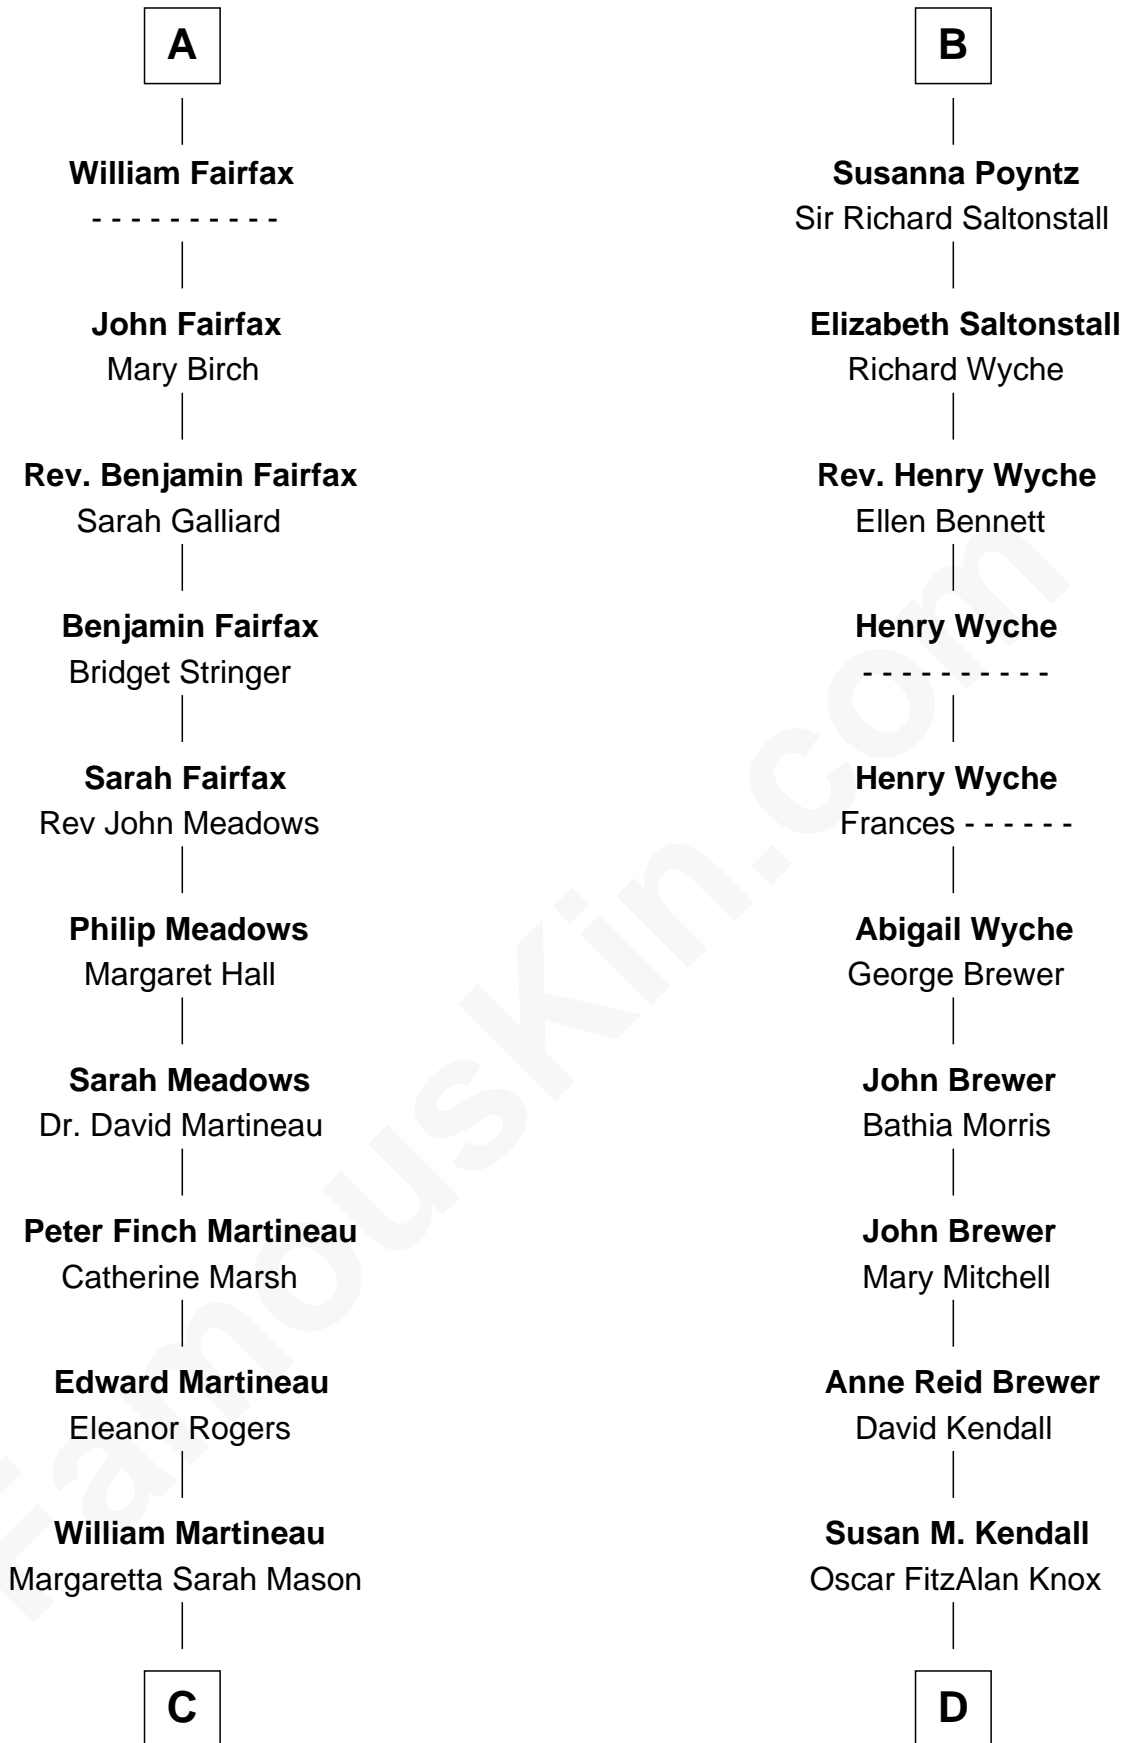 A
William Fairfax
- - - - - - - - - -
John Fairfax
Mary Birch
Rev. Benjamin Fairfax
Sarah Galliard
Benjamin Fairfax
Bridget Stringer
Sarah Fairfax
Rev John Meadows
Philip Meadows
Margaret Hall
Sarah Meadows
Dr. David Martineau
Peter Finch Martineau
Catherine Marsh
Edward Martineau
Eleanor Rogers
William Martineau
Margaretta Sarah Mason
C
B
Susanna Poyntz
Sir Richard Saltonstall
Elizabeth Saltonstall
Richard Wyche
Rev. Henry Wyche
Ellen Bennett
Henry Wyche
- - - - - - - - - -
Henry Wyche
Frances - - - - - -
Abigail Wyche
George Brewer
John Brewer
Bathia Morris
John Brewer
Mary Mitchell
Anne Reid Brewer
David Kendall
Susan M. Kendall
Oscar FitzAlan Knox
D
FamousKin.com